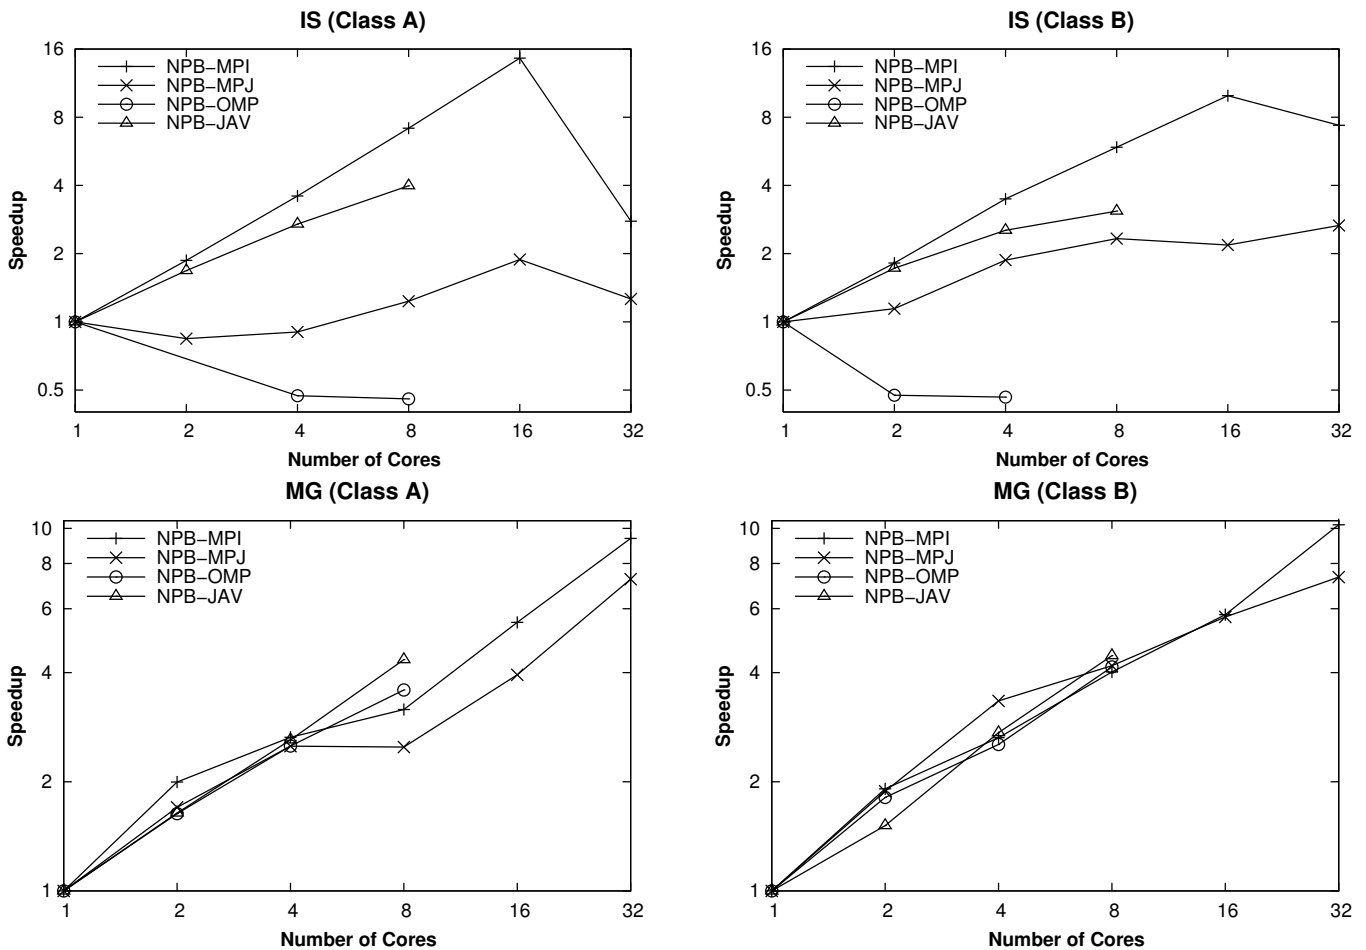 IS (Class A)
16
8
4
2
1
0.5
Speedup
NPB-MPI
NPB-MPJ
NPB-OMP
NPB-JAV
1 2 4 8 16 32
Number of Cores
IS (Class B)
16
8
4
2
1
0.5
Speedup
NPB-MPI
NPB-MPJ
NPB-OMP
NPB-JAV
1 2 4 8 16 32
Number of Cores
MG (Class A)
10
8
6
4
2
1
Speedup
NPB-MPI
NPB-MPJ
NPB-OMP
NPB-JAV
1 2 4 8 16 32
Number of Cores
MG (Class B)
10
8
6
4
2
1
Speedup
NPB-MPI
NPB-MPJ
NPB-OMP
NPB-JAV
1 2 4 8 16 32
Number of Cores